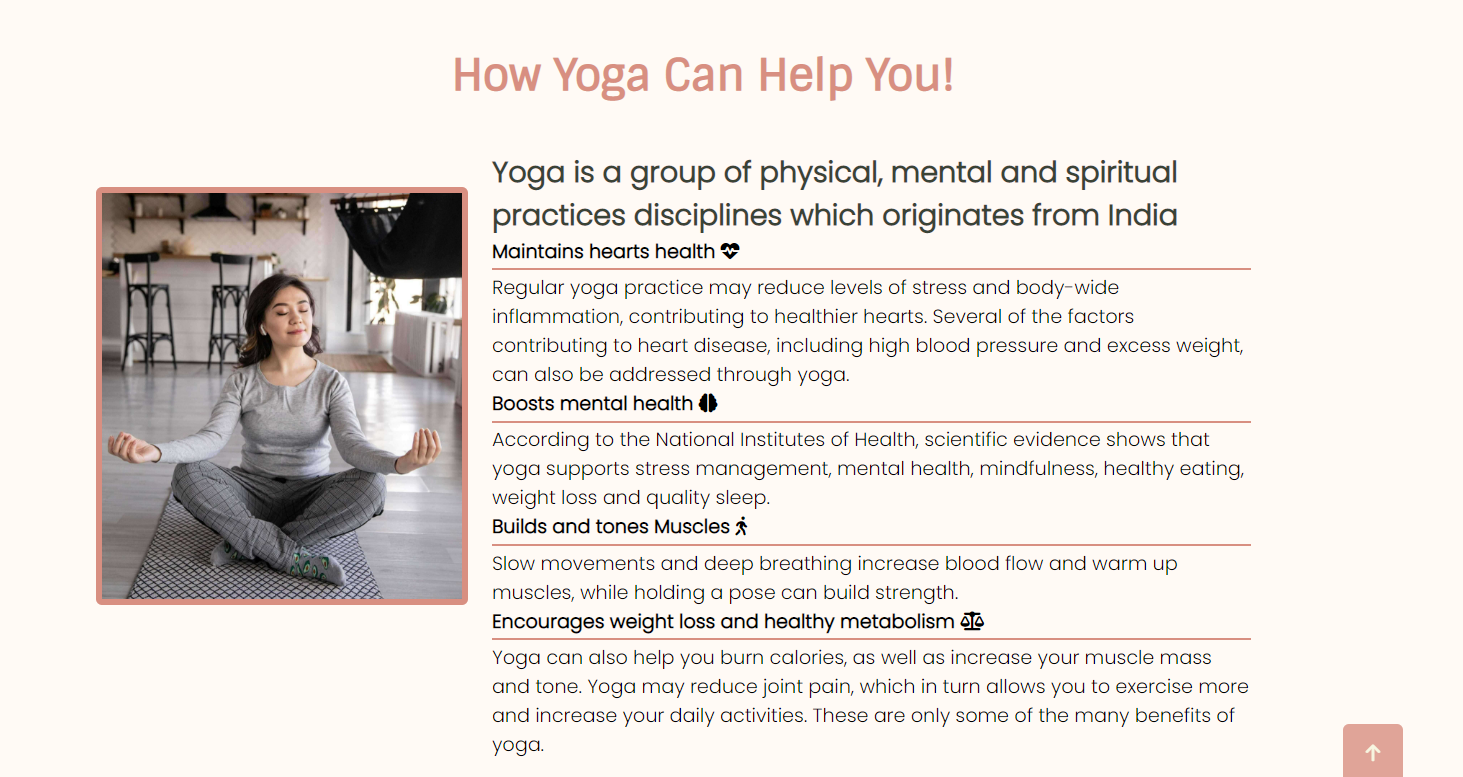 How Yoga Can Help You!
Yoga is a group of physical, mental and spiritual
practices disciplines which originates from India
Maintains hearts health
Regular yoga practice may reduce levels of stress and body-wide
inflammation, contributing to healthier hearts. Several of the factors
contributing to heart disease, including high blood pressure and excess weight,
can also be addressed through yoga.
Boosts mental health
According to the National Institutes of Health, scientific evidence shows that
yoga supports stress management, mental health, mindfulness, healthy eating,
weight loss and quality sleep.
Builds and tones Muscles
Slow movements and deep breathing increase blood flow and warm up
muscles, while holding a pose can build strength.
Encourages weight loss and healthy metabolism
Yoga can also help you burn calories, as well as increase your muscle mass
and tone. Yoga may reduce joint pain, which in turn allows you to exercise more
and increase your daily activities. These are only some of the many benefits of
yoga.